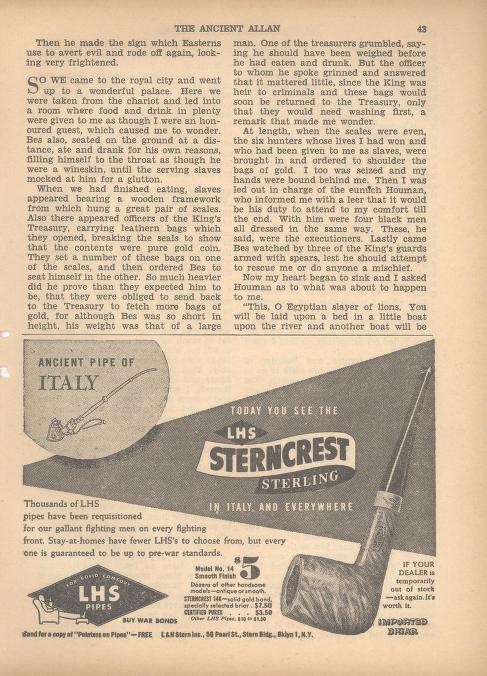 THE ANCIENT ALLAN
43
Then he made the sign which Easterns
use to avert evil and rode off again, look-
ing very frightened.
SO WE came to the royal city and went
up to a wonderful palace. Here we
were taken from the chariot and led into
a room where food and drink in plenty
were given to me as though I were an hon-
oured guest, which caused me to wonder.
Bes also, seated on the ground at a dis-
tance, ate and drank for his own reasons,
filling himself to the throat as though he
were a wineskin, until the serving slaves
mocked at him for a glutton.
When we had finished eating, slaves
appeared bearing a wooden framework
from which hung a great pair of scales.
Also there appeared officers of the King's
Treasury, carrying leathern bags which
they opened, breaking the seals to show
that the contents were pure gold coin.
They set a number of these bags on one
of the scales, and then ordered Bes to
seat himself in the other. So much heavier
did he prove than they expected him to
be, that they were obliged to send back
to the Treasury to fetch more bags of
gold, for although Bes was so short in
height, his weight was that of a large
man. One of the treasurers grumbled, say-
ing he should have been weighed before
he had eaten and drunk. But the officer
to whom he spoke grinned and answered
that it mattered little, since the King was
heir to criminals and these bags would
soon be returned to the Treasury, only
that they would need washing first, a
remark that made me wonder.
At length, when the scales were even,
the six hunters whose lives I had won and
who had been given to me as slaves, were
brought in and ordered to shoulder the
bags of gold. I too was seized and my
hands were bound behind me. Then I was
led out in charge of the eunuch Houman,
who informed me with a leer that it would
be his duty to attend to my comfort till
the end. With him were four black men
all dressed in the same way. These, he
said, were the executioners. Lastly came
Bes watched by three of the King's guards
armed with spears, lest he should attempt
to rescue me or do anyone a mischief.
Now my heart began to sink and I asked
Houman as to what was about to happen
to me.
"This, O Egyptian slayer of lions. You
will be laid upon a bed in a little boat
upon the river and another boat will be
ANCIENT PIPE OF
ITALY
TODAY YOU SEE THE
LHS
STERNCREST
STERLING
IN ITALY, AND EVERYWHERE
Thousands of LHS
pipes have been requisitioned
for our gallant fighting men on every fighting
front. Stay-at-homes have fewer LHS's to choose from, but every
one is guaranteed to be up to pre-war standards.
FOR SOLID COMFORT
LHS
PIPES
BUY WAR BONDS
Model No. 14
Smooth Finish
$5
Dozens of other handsome
models—antique or smooth.
STERNCREST 14K—solid gold band,
specially selected briar . $7.50
CERTIFIED PUREX . . . $3.50
Other LHS Pipes, $10 to $1.50
IF YOUR
DEALER is
temporarily
out of stock
—ask again. It's
worth it.
IMPORTED
BRIAR
Send for a copy of "Pointers on Pipes"—FREE L&H Stern Inc., 56 Pearl St., Stern Bldg., Bklyn 1, N.Y.